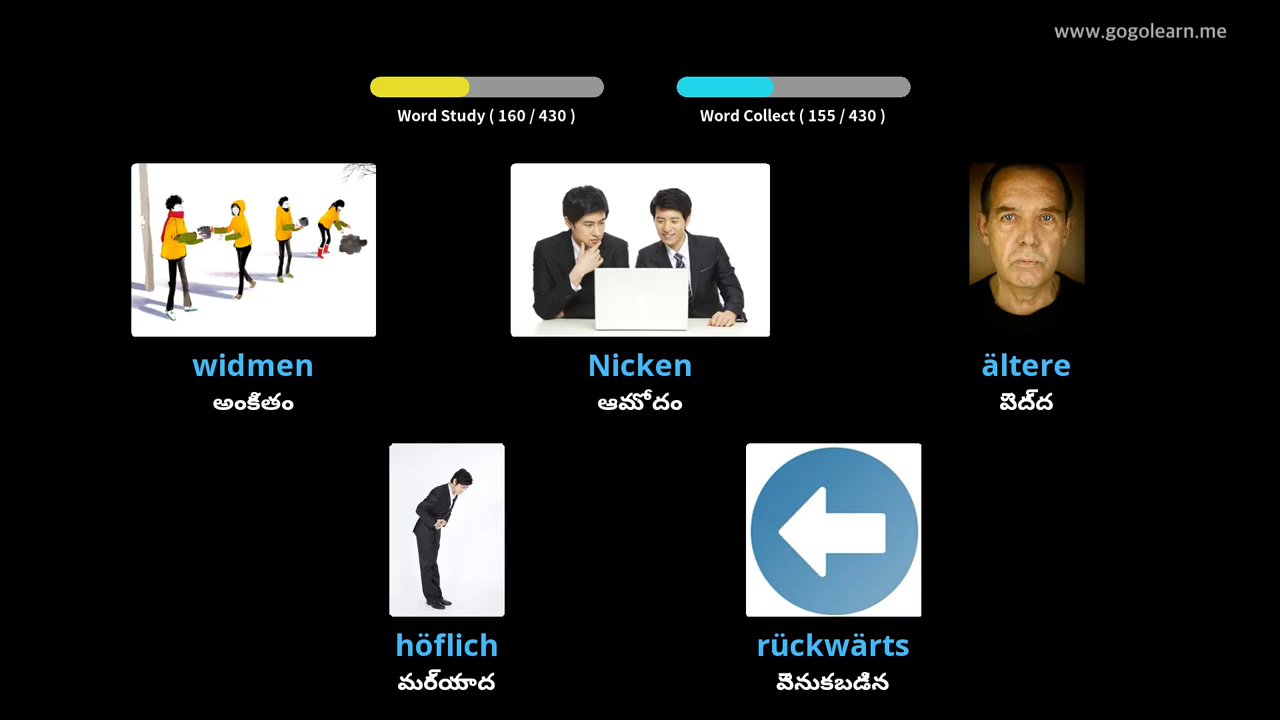 www.gogolearn.me
Word Study ( 160 / 430 )
Word Collect ( 155 / 430 )
widmen
అంకితం
Nicken
ఆమోదం
ältere
పెద్ద
höflich
మర్యాద
rückwärts
వెనుకబడిన